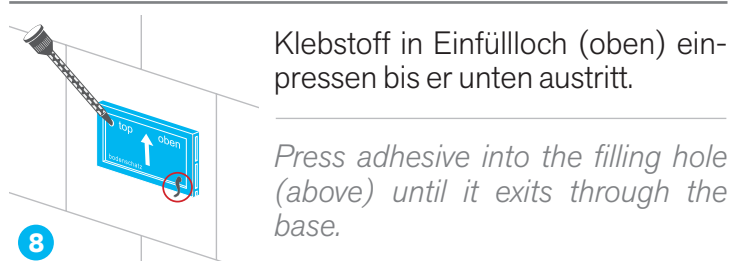 Klebstoff in Einfüllloch (oben) ein-
pressen bis er unten austritt.
Press adhesive into the filling hole
(above) until it exits through the
base.
top oben
bodenschatz
8